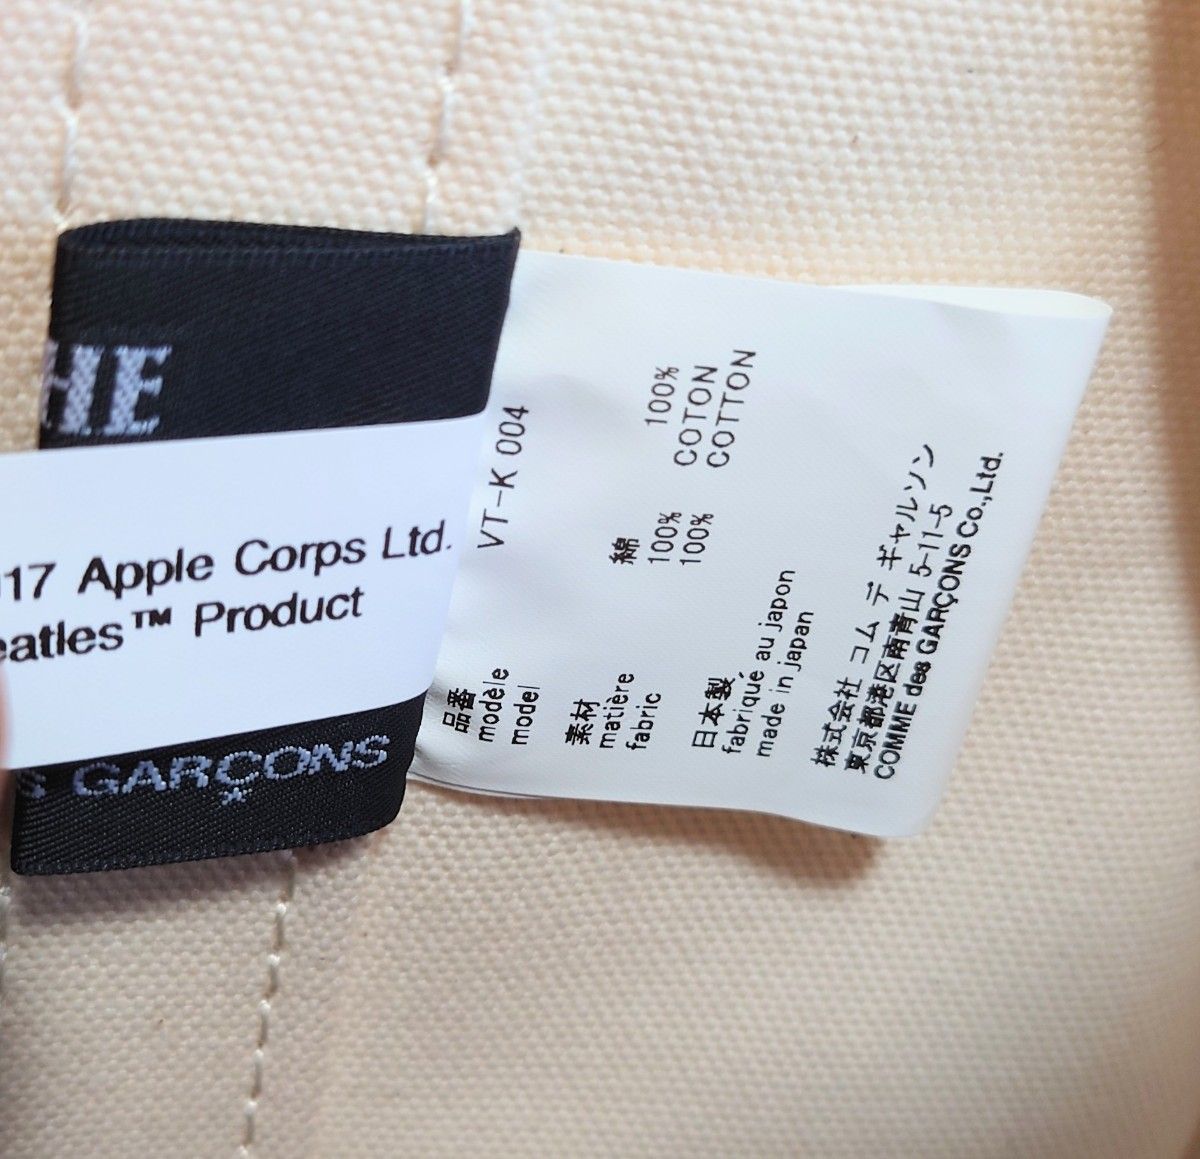 HE
17 Apple Corps Ltd.
eatles™ Product
S GARÇONS
品番
modèle
model
VT-K 004
素材
matière
fabric
綿 100%
100% COTON
100% COTTON
日本製
fabriqué au japon
made in japan
株式会社 コム デ ギャルソン
東京都港区南青山 5-11-5
COMME des GARÇONS Co.,Ltd.